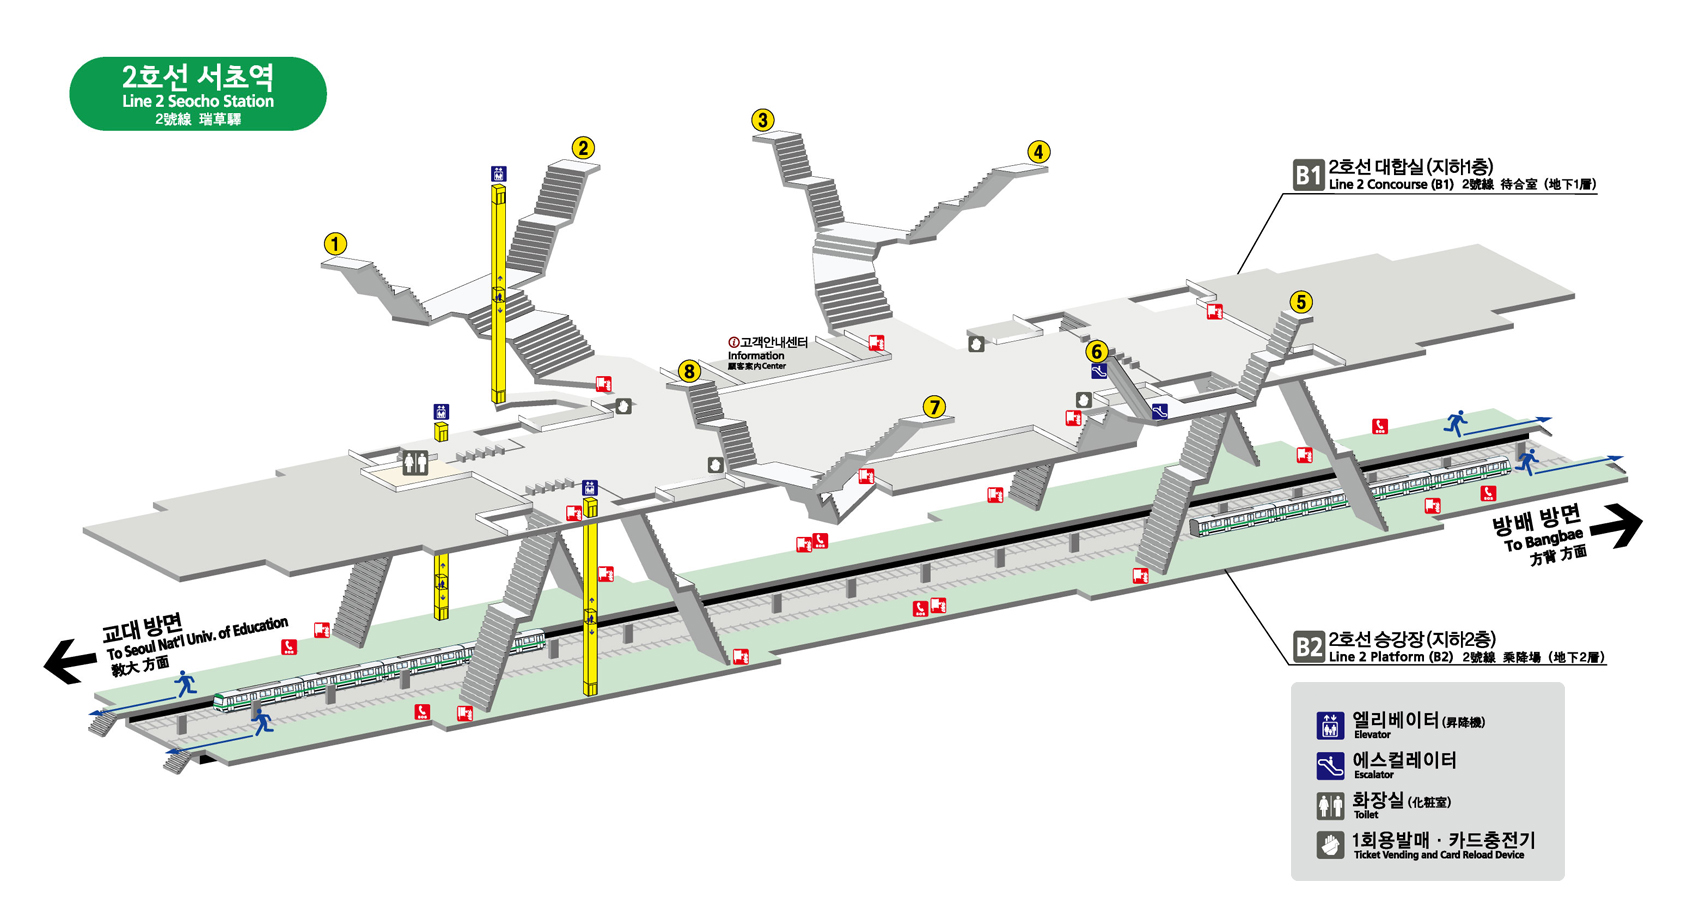 2호선 서초역
Line 2 Seocho Station
2號線 瑞草驛
1
2
3
4
5
6
7
8
B1 2호선 대합실 (지하1층)
Line 2 Concourse (B1) 2號線 待合室 (地下1層)
고객안내센터
Information
顧客案內Center
교대 방면
To Seoul Nat'l Univ. of Education
敎大 方面
방배 방면
To Bangbae
方背 方面
B2 2호선 승강장 (지하2층)
Line 2 Platform (B2) 2號線 乘降場 (地下2層)
엘리베이터 (昇降機)
Elevator
에스컬레이터
Escalator
화장실 (化粧室)
Toilet
1회용발매 · 카드충전기
Ticket Vending and Card Reload Device